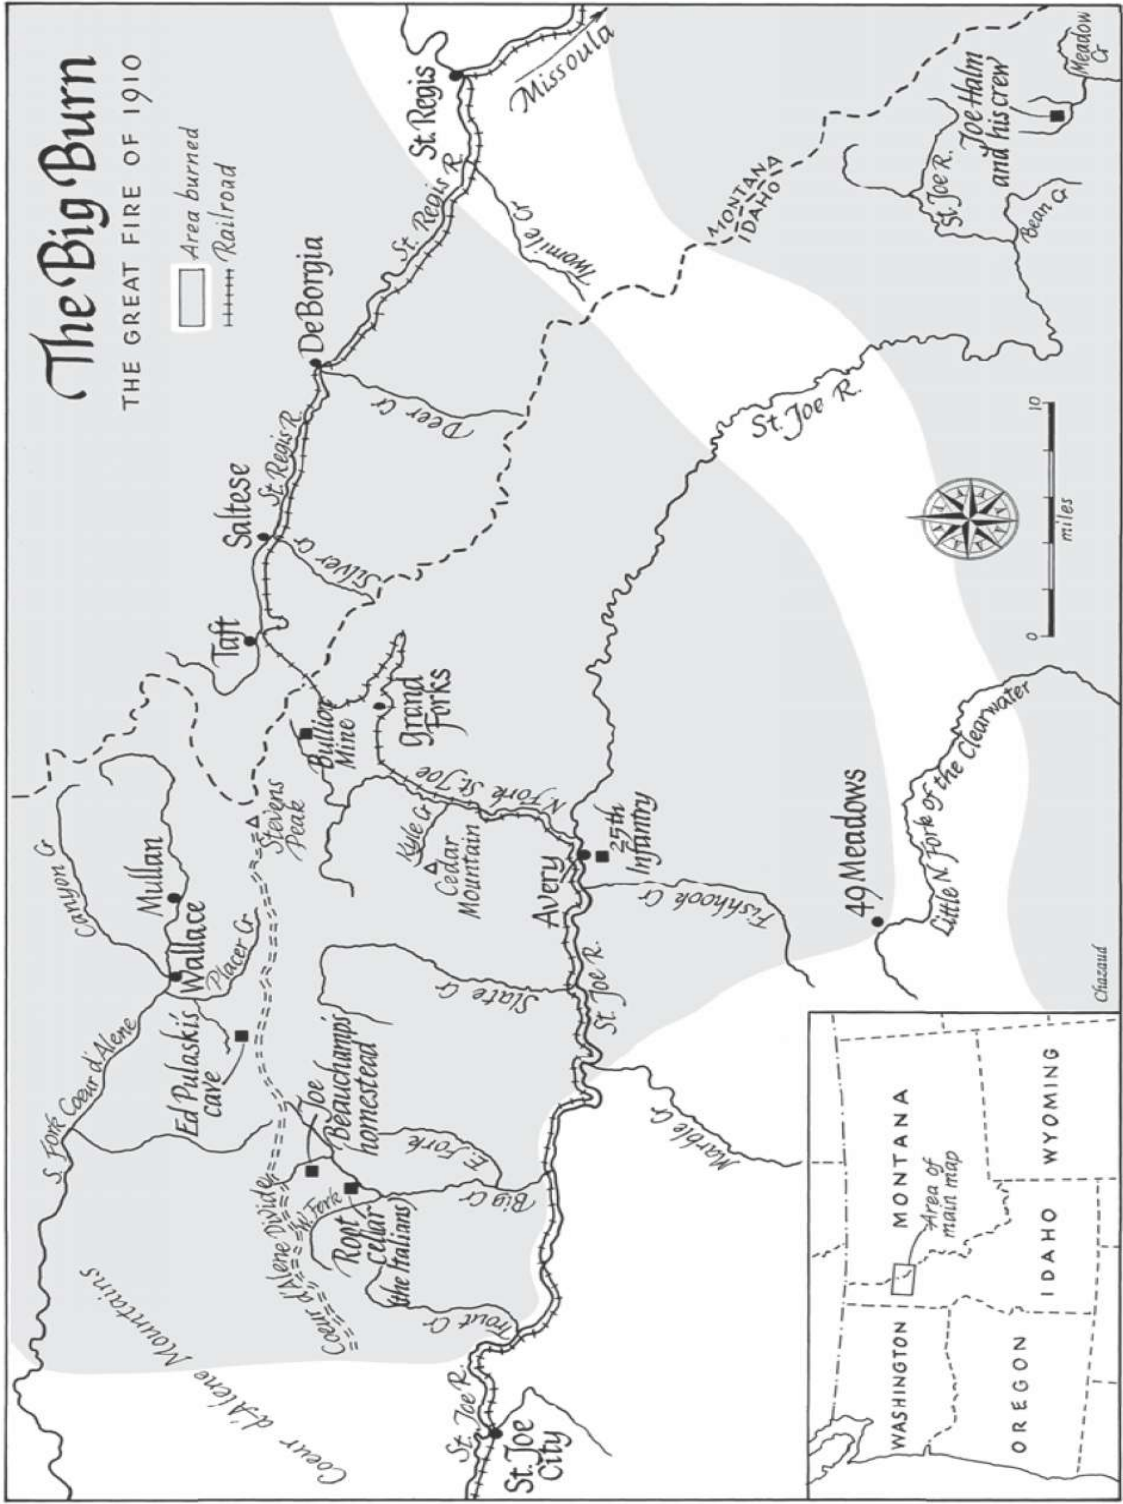 The Big Burn
THE GREAT FIRE OF 1910
Area burned
Railroad
Missoula
St. Regis
St. Regis R.
Twomile Cr
DeBorgia
Deer Cr
St. Regis R.
Saltese
Silver Cr
Taft
MONTANA
IDAHO
Meadow
Cr
Joe Halm
and his crew
St. Joe R.
Bean Cr
St. Joe R.
Bullion
Mine
Grand
Forks
N Fork St. Joe
Stevens
Peak
Kyle Cr
Cedar
Mountain
Canyon Cr
Mullan
Wallace
Placer Cr
S. Fork Coeur d'Alene
Ed Pulaski's
cave
Joe
Beauchamp's
homestead
Coeur d'Alene Divide
W. Fork
E. Fork
Root
Cellar
(the Italians)
Big Cr
Trout Cr
Slate Cr
Avery
25th
Infantry
Fishhook Cr
St. Joe R.
Marble Cr
49 Meadows
Little N Fork of the Clearwater
St. Joe R.
St. Joe
City
Coeur d'Alene Mountains
0
10
miles
Chazaud
WASHINGTON
MONTANA
Area of
main map
OREGON
IDAHO
WYOMING